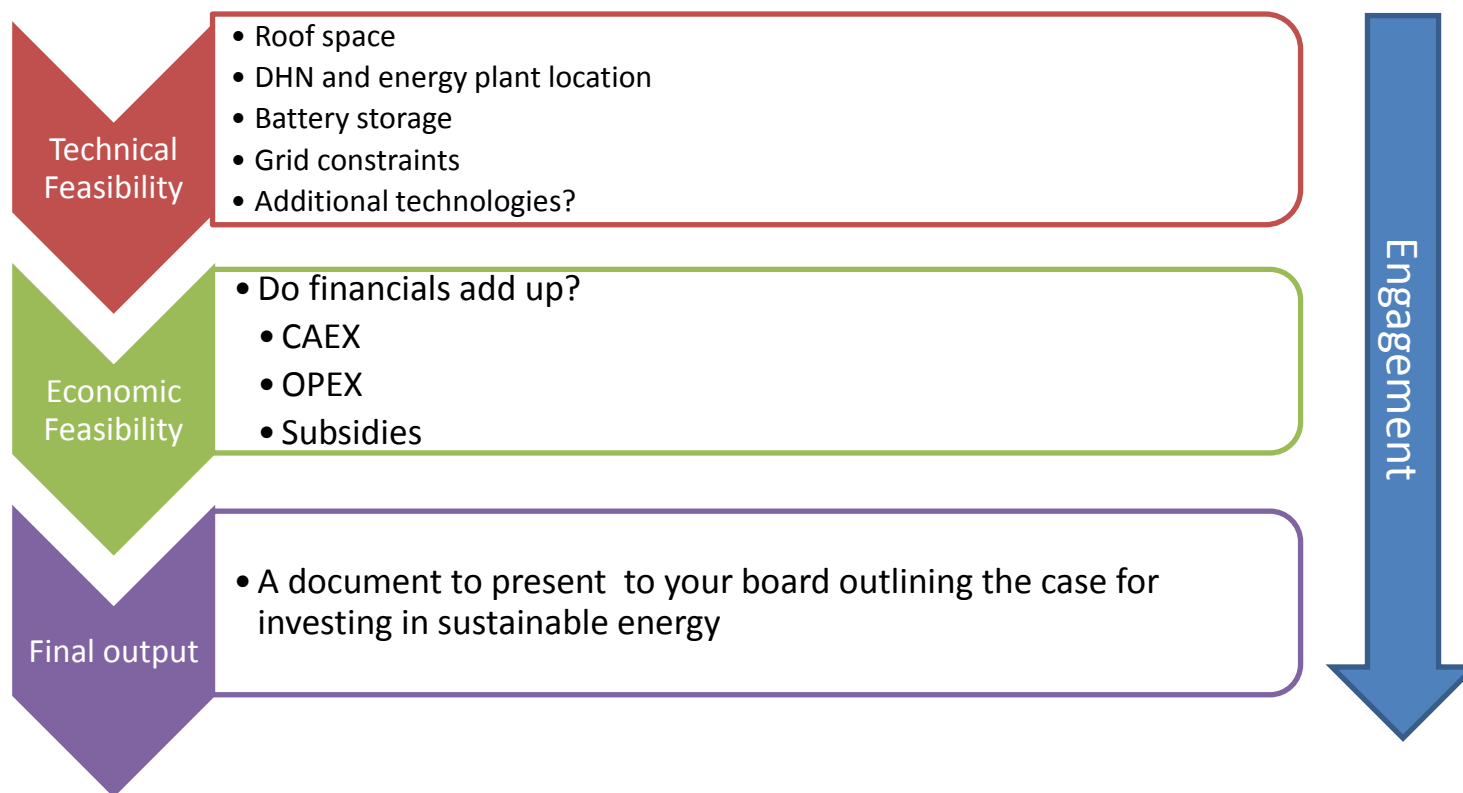 Technical
Feasibility
• Roof space
• DHN and energy plant location
• Battery storage
• Grid constraints
• Additional technologies?
Economic
Feasibility
• Do financials add up?
• CAEX
• OPEX
• Subsidies
Final output
• A document to present  to your board outlining the case for
investing in sustainable energy
Engagement